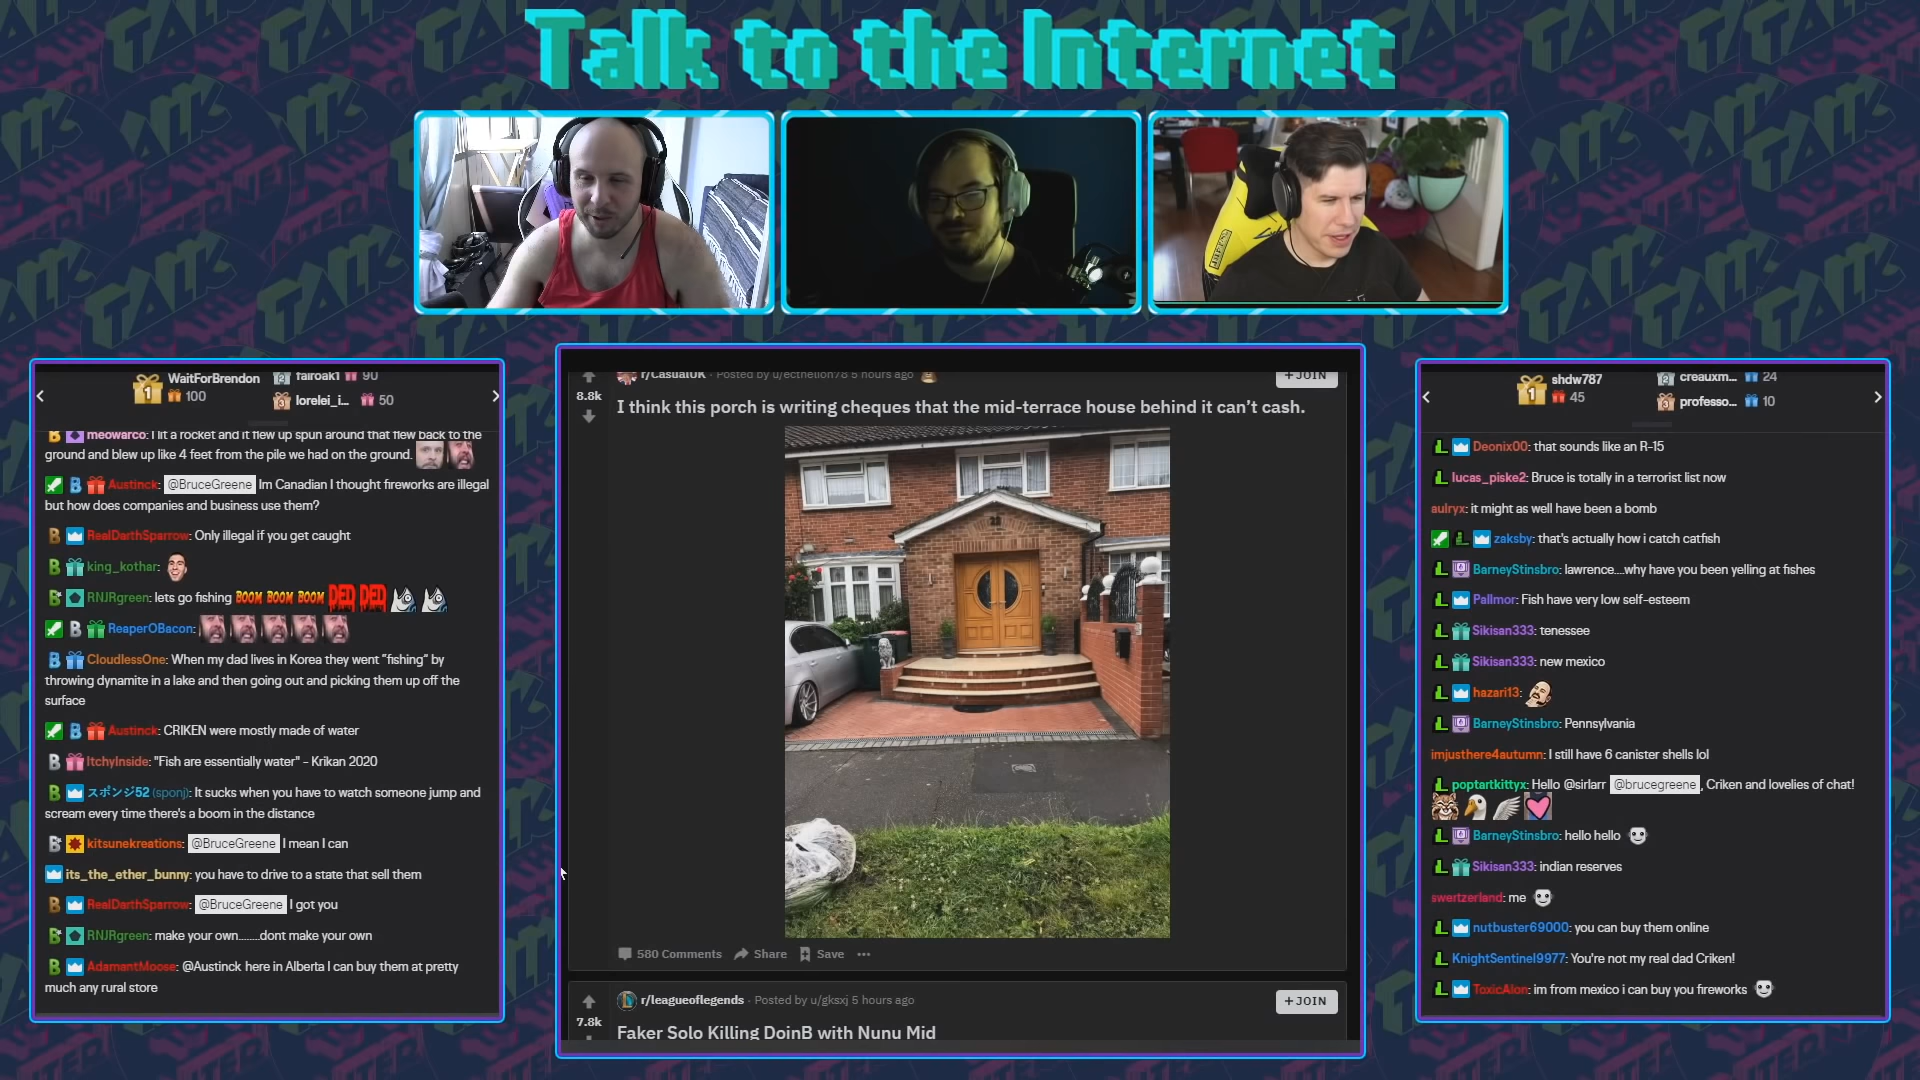 Talk to the Internet
WaitForBrendon
100
fairoak1 90
lorelei_i... 50
meowarco: I lit a rocket and it flew up spun around that flew back to the
ground and blew up like 4 feet from the pile we had on the ground.
Austinck: @BruceGreene Im Canadian I thought fireworks are illegal
but how does companies and business use them?
RealDarthSparrow: Only illegal if you get caught
king_kothar:
RNJRgreen: lets go fishing BOOM BOOM BOOM DED DED
ReaperOBacon:
CloudlessOne: When my dad lives in Korea they went "fishing" by
throwing dynamite in a lake and then going out and picking them up off the
surface
Austinck: CRIKEN were mostly made of water
ItchyInside: "Fish are essentially water" - Krikan 2020
スポンジ52 (sponj): It sucks when you have to watch someone jump and
scream every time there's a boom in the distance
kitsunekreations: @BruceGreene I mean I can
its_the_ether_bunny: you have to drive to a state that sell them
RealDarthSparrow: @BruceGreene I got you
RNJRgreen: make your own........dont make your own
AdamantMoose: @Austinck here in Alberta I can buy them at pretty
much any rural store
r/CasualUK · Posted by u/ecthelion78 5 hours ago
+ JOIN
8.8k
I think this porch is writing cheques that the mid-terrace house behind it can't cash.
580 Comments Share Save ...
r/leagueoflegends · Posted by u/gksxj 5 hours ago
+ JOIN
7.8k
Faker Solo Killing DoinB with Nunu Mid
shdw787
45
creauxm... 24
professo... 10
Deonix00: that sounds like an R-15
lucas_piske2: Bruce is totally in a terrorist list now
aulryx: it might as well have been a bomb
zaksby: that's actually how i catch catfish
BarneyStinsbro: lawrence....why have you been yelling at fishes
Pallmor: Fish have very low self-esteem
Sikisan333: tenessee
Sikisan333: new mexico
hazari13:
BarneyStinsbro: Pennsylvania
imjusthere4autumn: I still have 6 canister shells lol
poptartkittyx: Hello @sirlarr @brucegreene, Criken and lovelies of chat!
BarneyStinsbro: hello hello
Sikisan333: indian reserves
swertzerland: me
nutbuster69000: you can buy them online
KnightSentinel9977: You're not my real dad Criken!
ToxicAlon: im from mexico i can buy you fireworks